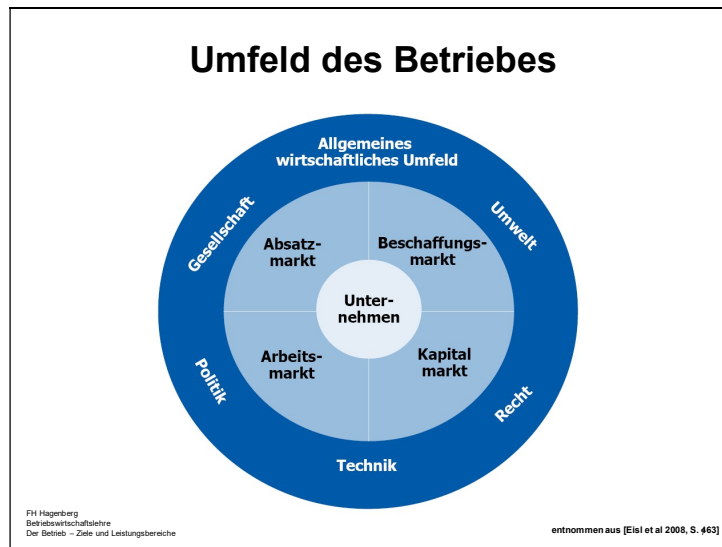 Umfeld des Betriebes
Allgemeines
wirtschaftliches Umfeld
Gesellschaft
Umwelt
Absatz-
markt
Beschaffungs-
markt
Unter-
nehmen
Arbeits-
markt
Kapital
markt
Politik
Recht
Technik
FH Hagenberg
Betriebswirtschaftslehre
Der Betrieb – Ziele und Leistungsbereiche
entnommen aus [Eisl et al 2008, S. 463]